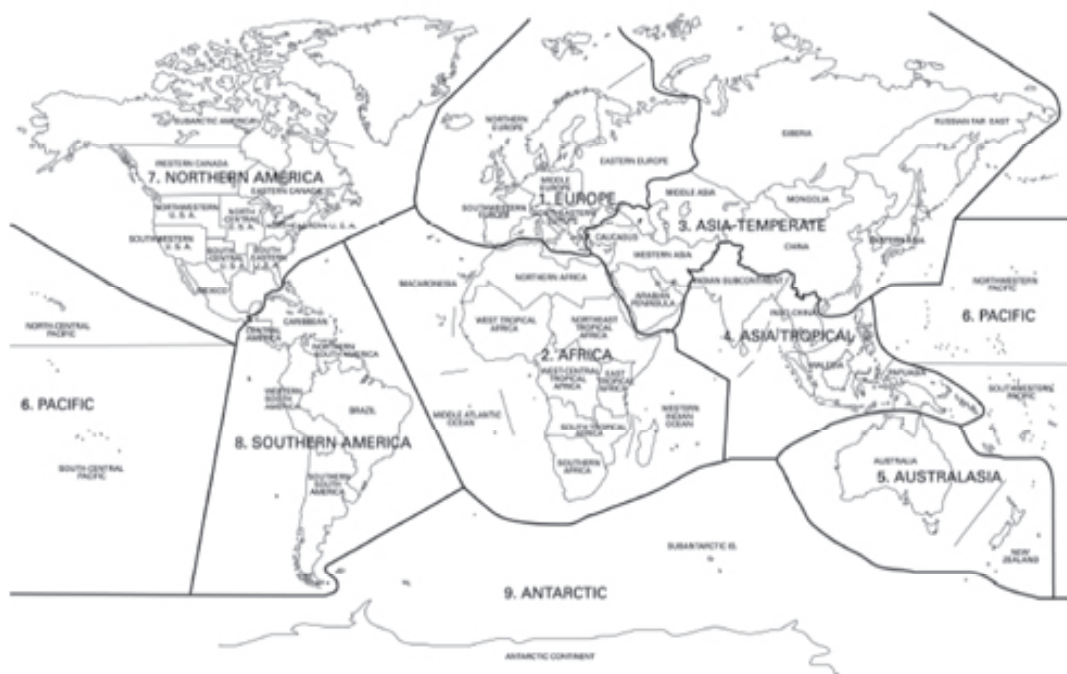 SUBARCTIC AMERICA
WESTERN CANADA
7. NORTHERN AMERICA
EASTERN CANADA
NORTHWESTERN
U. S. A.
NORTH
CENTRAL
U. S. A.
NORTHEASTERN U. S. A.
SOUTHWESTERN
U. S. A.
SOUTH
CENTRAL
U. S. A.
SOUTH
EASTERN
U. S. A.
MEXICO
NORTHERN
EUROPE
EASTERN EUROPE
MIDDLE
EUROPE
1. EUROPE
SOUTHWESTERN
EUROPE
SOUTHEASTERN
EUROPE
SIBERIA
RUSSIAN FAR EAST
MIDDLE ASIA
MONGOLIA
3. ASIA-TEMPERATE
CAUCASUS
CHINA
EASTERN ASIA
WESTERN ASIA
ARABIAN
PENINSULA
MACARONESIA
NORTHERN AFRICA
WEST TROPICAL
AFRICA
NORTHEAST
TROPICAL
AFRICA
2. AFRICA
WEST-CENTRAL
TROPICAL
AFRICA
EAST
TROPICAL
AFRICA
MIDDLE ATLANTIC
OCEAN
WESTERN
INDIAN
OCEAN
SOUTH TROPICAL
AFRICA
SOUTHERN
AFRICA
INDIAN SUBCONTINENT
INDO-CHINA
4. ASIA/TROPICAL
MALESIA
PAPUASIA
NORTHWESTERN
PACIFIC
6. PACIFIC
SOUTHWESTERN
PACIFIC
NORTH-CENTRAL
PACIFIC
6. PACIFIC
SOUTH-CENTRAL
PACIFIC
CARIBBEAN
CENTRAL
AMERICA
NORTHERN
SOUTH AMERICA
WESTERN
SOUTH
AMERICA
BRAZIL
8. SOUTHERN AMERICA
SOUTHERN
SOUTH
AMERICA
AUSTRALIA
5. AUSTRALASIA
NEW
ZEALAND
SUBANTARCTIC IS.
9. ANTARCTIC
ANTARCTIC CONTINENT